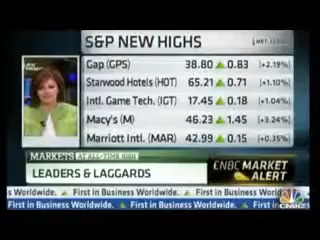 S&P NEW HIGHS
Gap (GPS) 38.80 ▲ 0.83 (+2.19%)
Starwood Hotels (HOT) 65.21 ▲ 0.71 (+1.10%)
Intl. Game Tech. (IGT) 17.45 ▲ 0.18 (+1.04%)
Macy's (M) 46.23 ▲ 1.45 (+3.24%)
Marriott Intl. (MAR) 42.99 ▲ 0.15 (+0.35%)
MARKETS AT ALL-TIME HIGH
LEADERS & LAGGARDS
CNBC MARKET ALERT
First in Business Worldwide. First in Business Worldwide.
First in Business Worldwide. First in Business Worldwide.
CNBC